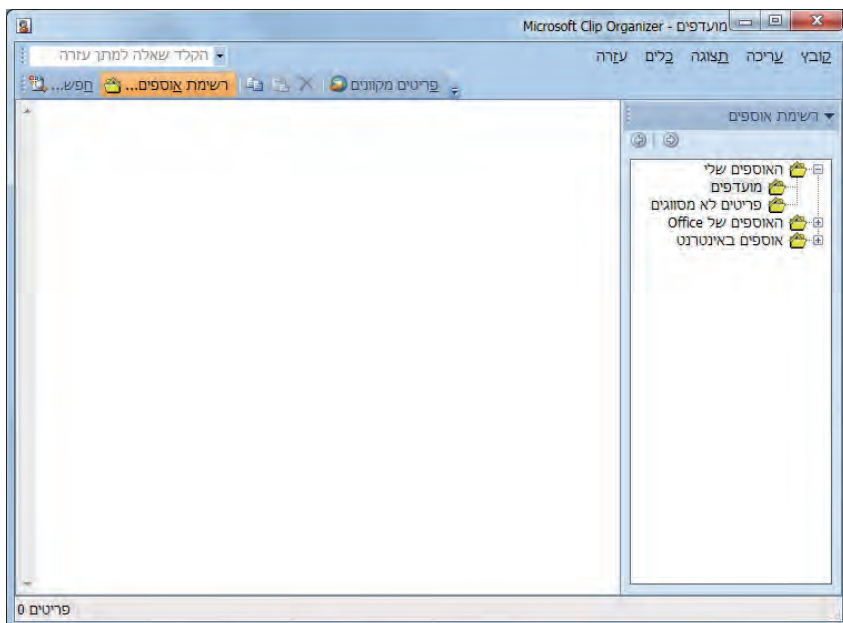 מועדפים - Microsoft Clip Organizer
קובץ עריכה תצוגה כלים עזרה
הקלד שאלה למתן עזרה
חפש... רשימת אוספים... פריטים מקוונים
רשימת אוספים
האוספים שלי
מועדפים
פריטים לא מסווגים
האוספים של Office
אוספים באינטרנט
פריטים 0